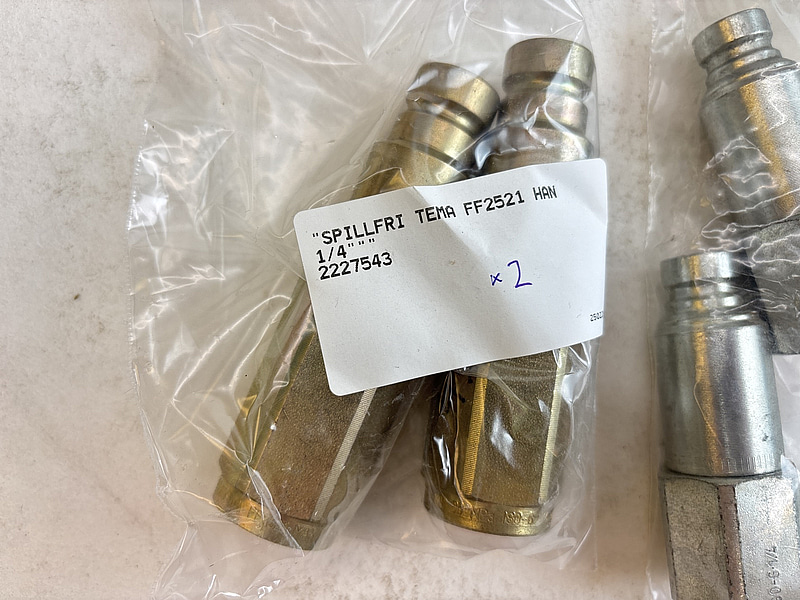 "SPILLFRI TEMA FF2521 HAN
1/4"""
2227543
x2